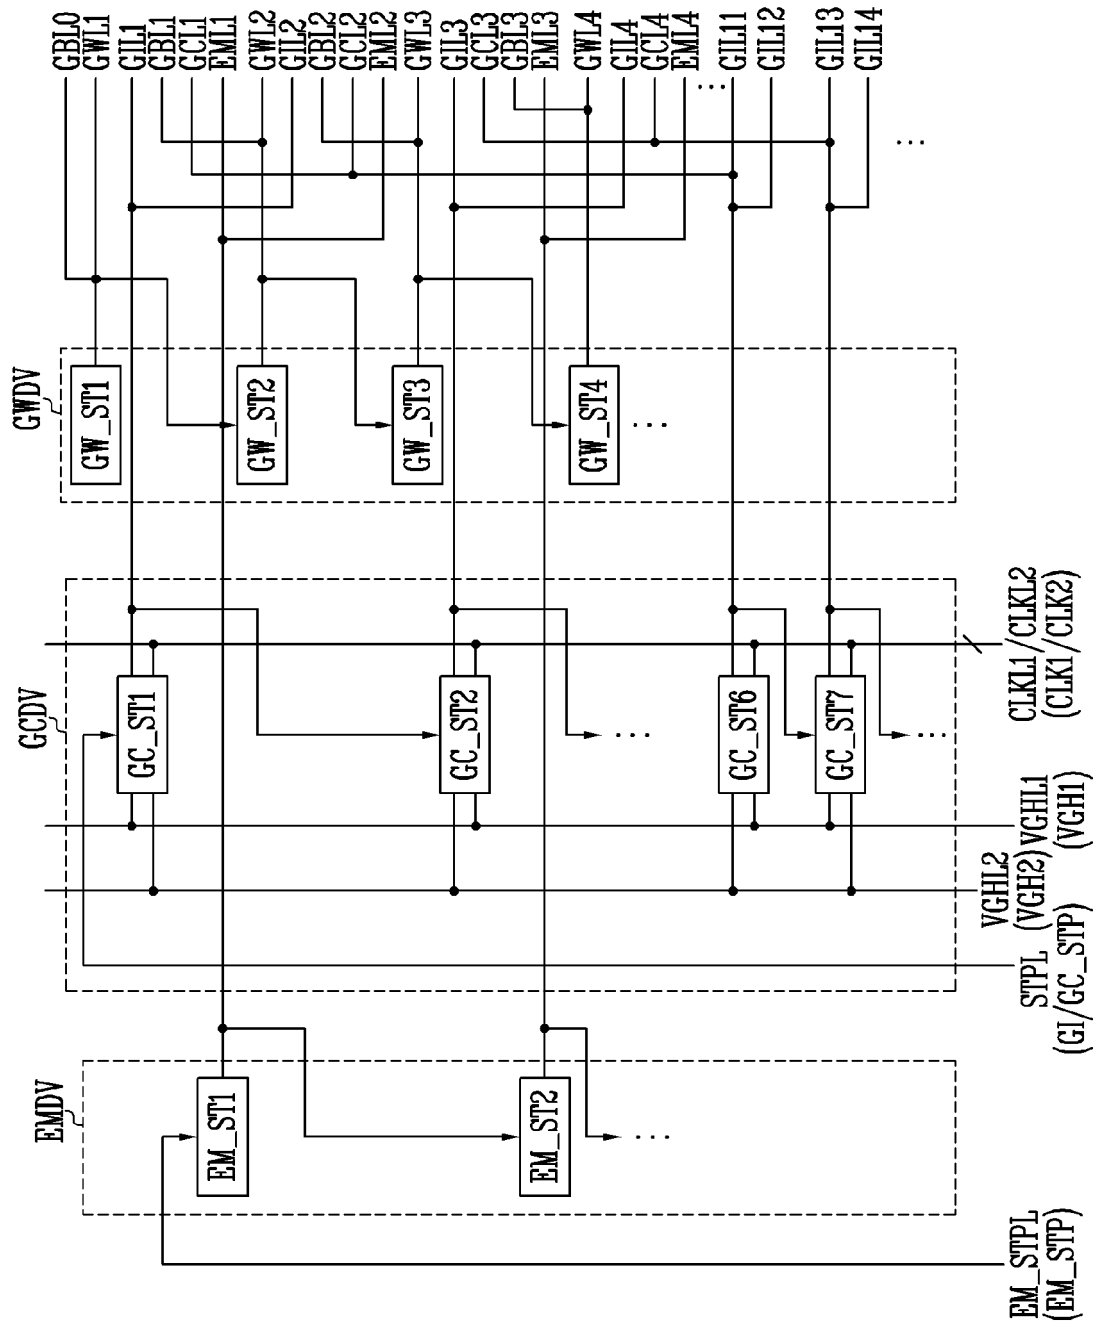 GBL0
GWL1
GIL1
GBL1
GCL1
EML1
GWL2
GIL2
GBL2
GCL2
EML2
GWL3
GIL3
GCL3
GBL3
EML3
GWL4
GIL4
GCL4
EML4
...
GIL11
GIL12
GIL13
GIL14
...
GWDV
GW_ST1
GW_ST2
GW_ST3
GW_ST4
...
GCDV
GC_ST1
GC_ST2
...
GC_ST6
GC_ST7
...
CLKL1/CLKL2
(CLK1/CLK2)
VGHL1
(VGH1)
VGHL2
(VGH2)
STPL
(GI/GC_STP)
EMDV
EM_ST1
EM_ST2
...
EM_STPL
(EM_STP)